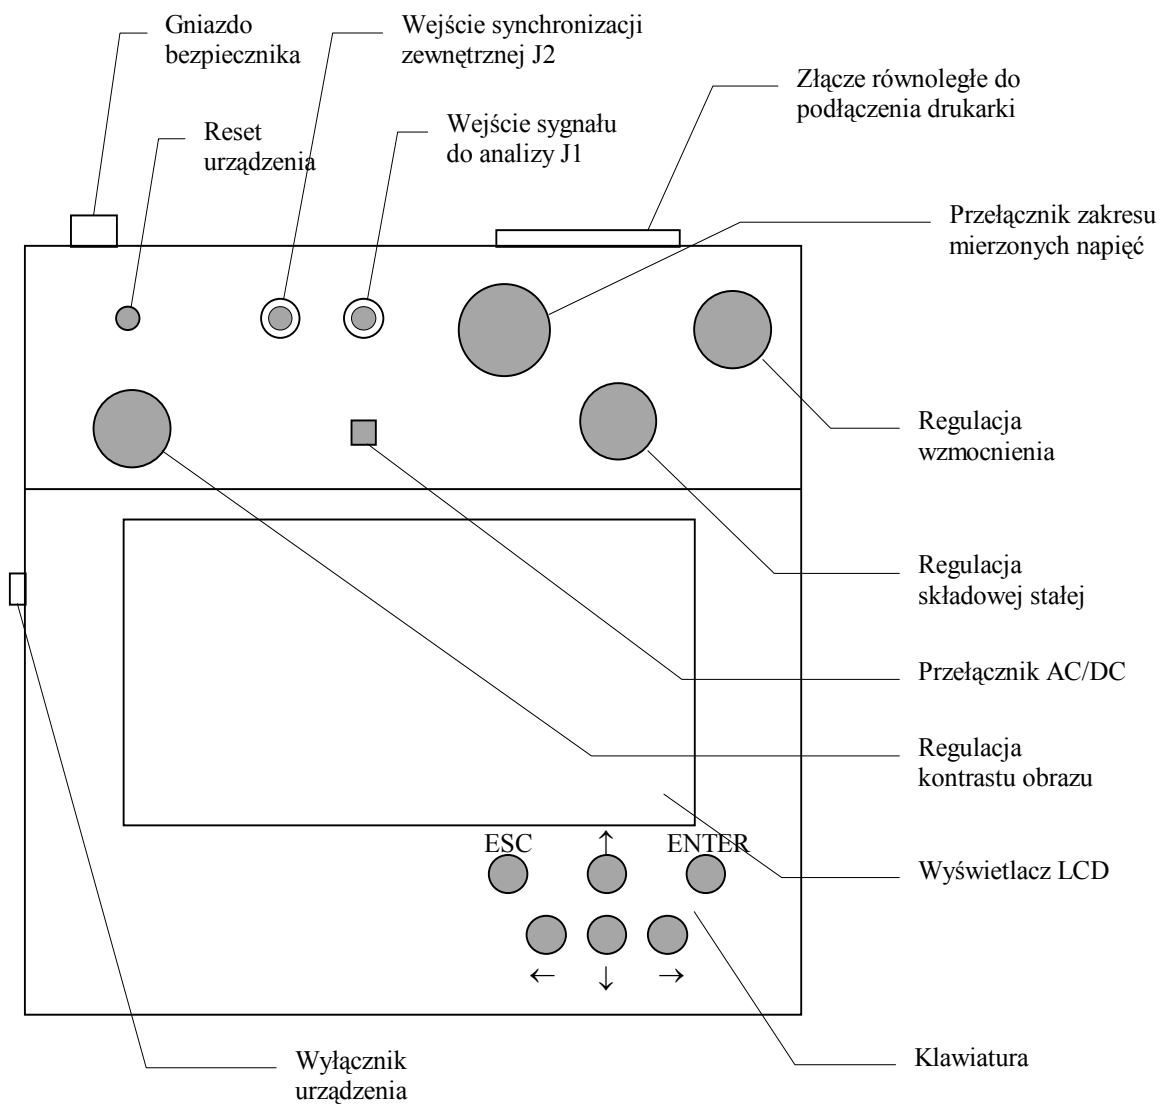 Gniazdo
bezpiecznika
Wejście synchronizacji
zewnętrznej J2
Złącze równoległe do
podłączenia drukarki
Reset
urządzenia
Wejście sygnału
do analizy J1
Przełącznik zakresu
mierzonych napięć
Regulacja
wzmocnienia
Regulacja
składowej stałej
Przełącznik AC/DC
Regulacja
kontrastu obrazu
ESC ↑ ENTER
Wyświetlacz LCD
← ↓ →
Klawiatura
Wyłącznik
urządzenia